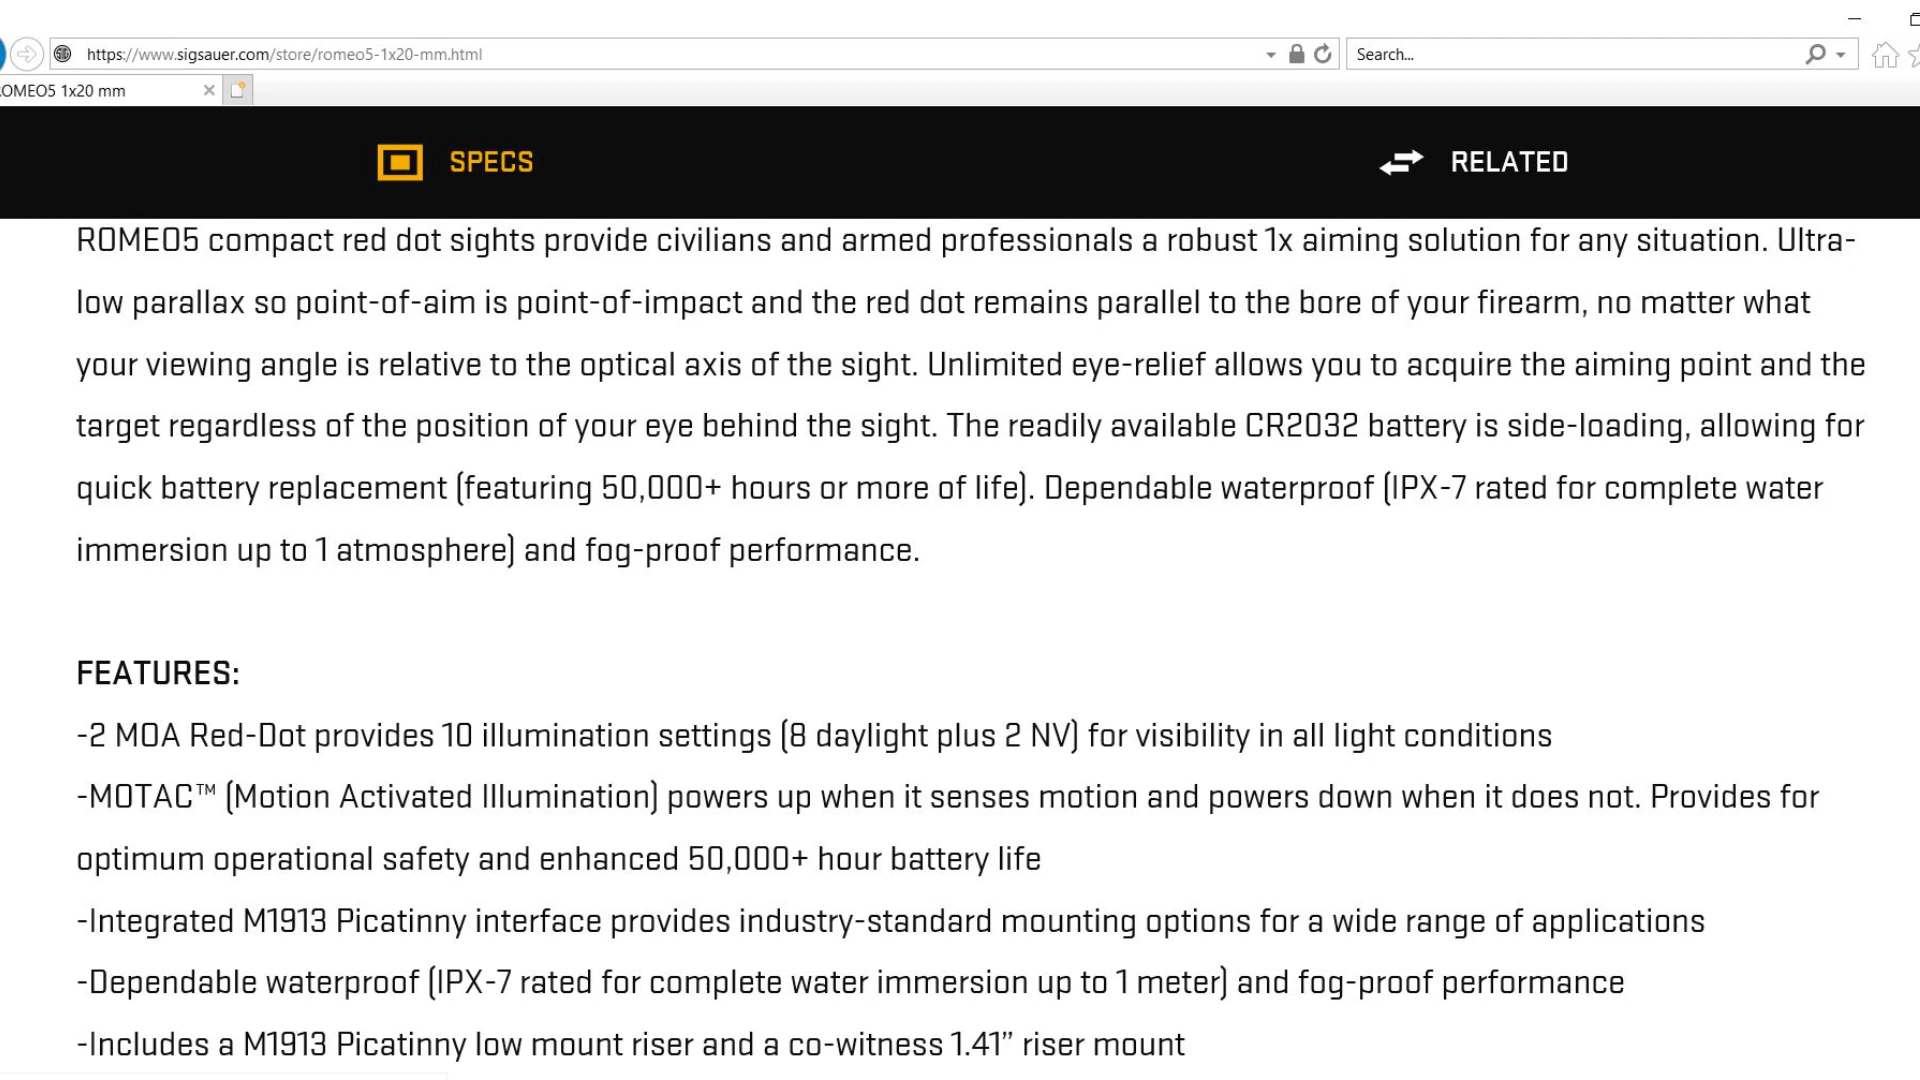 https://www.sigsauer.com/store/romeo5-1x20-mm.html
Search...
OMEO5 1x20 mm
SPECS
RELATED
ROMEO5 compact red dot sights provide civilians and armed professionals a robust 1x aiming solution for any situation. Ultra-
low parallax so point-of-aim is point-of-impact and the red dot remains parallel to the bore of your firearm, no matter what
your viewing angle is relative to the optical axis of the sight. Unlimited eye-relief allows you to acquire the aiming point and the
target regardless of the position of your eye behind the sight. The readily available CR2032 battery is side-loading, allowing for
quick battery replacement (featuring 50,000+ hours or more of life). Dependable waterproof (IPX-7 rated for complete water
immersion up to 1 atmosphere) and fog-proof performance.
FEATURES:
-2 MOA Red-Dot provides 10 illumination settings (8 daylight plus 2 NV) for visibility in all light conditions
-MOTAC™ (Motion Activated Illumination) powers up when it senses motion and powers down when it does not. Provides for
optimum operational safety and enhanced 50,000+ hour battery life
-Integrated M1913 Picatinny interface provides industry-standard mounting options for a wide range of applications
-Dependable waterproof (IPX-7 rated for complete water immersion up to 1 meter) and fog-proof performance
-Includes a M1913 Picatinny low mount riser and a co-witness 1.41” riser mount